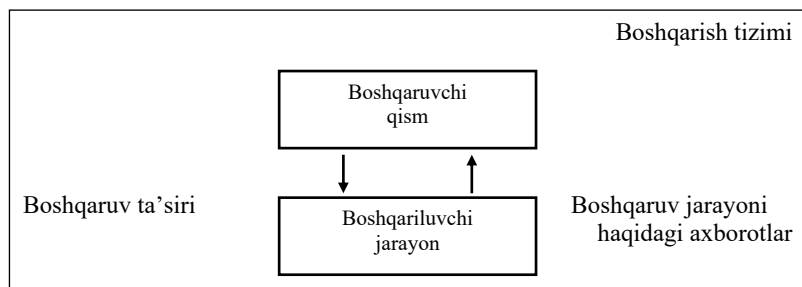 Boshqarish tizimi
Boshqaruvchi
qism
Boshqaruv ta’siri
Boshqariluvchi
jarayon
Boshqaruv jarayoni
haqidagi axborotlar